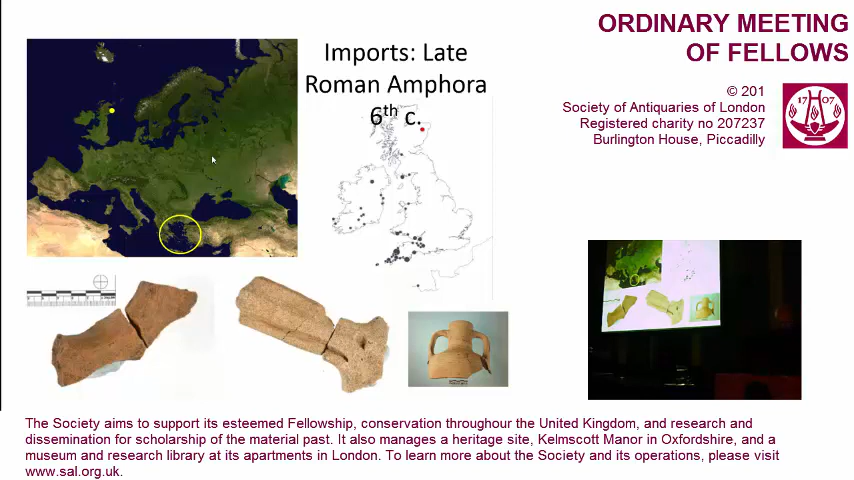 ORDINARY MEETING
OF FELLOWS
Imports: Late
Roman Amphora
6th c.
© 201
Society of Antiquaries of London
Registered charity no 207237
Burlington House, Piccadilly
17 07
The Society aims to support its esteemed Fellowship, conservation throughour the United Kingdom, and research and
dissemination for scholarship of the material past. It also manages a heritage site, Kelmscott Manor in Oxfordshire, and a
museum and research library at its apartments in London. To learn more about the Society and its operations, please visit
www.sal.org.uk.